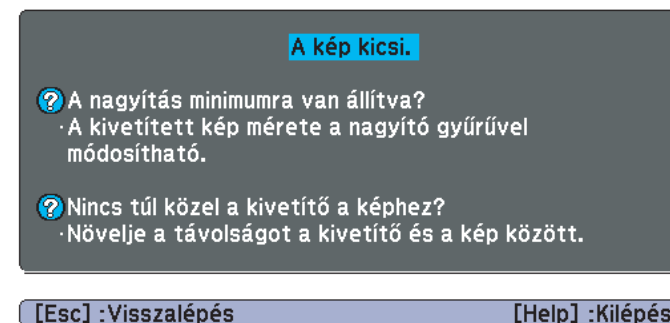 A kép kicsi.
? A nagyítás minimumra van állítva?
·A kivetített kép mérete a nagyító gyűrűvel
módosítható.
? Nincs túl közel a kivetítő a képhez?
·Növelje a távolságot a kivetítő és a kép között.
[Esc] :Visszalépés [Help] :Kilépés